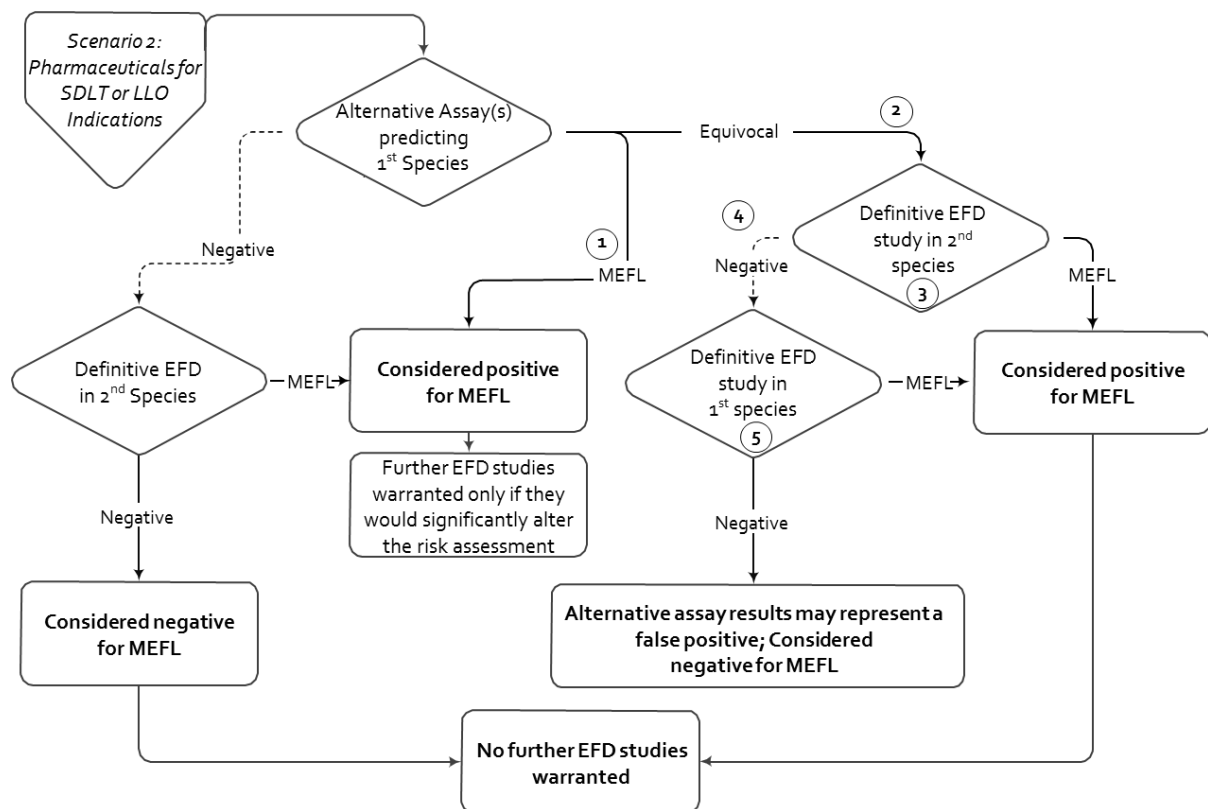 Scenario 2:
Pharmaceuticals for
SDLT or LLO
Indications
Alternative Assay(s)
predicting
1st Species
Equivocal
2
Definitive EFD
study in 2nd
species
3
4
Negative
MEFL
1
MEFL
Negative
Definitive EFD
in 2nd Species
MEFL
Considered positive
for MEFL
Further EFD studies
warranted only if they
would significantly alter
the risk assessment
Definitive EFD
study in
1st species
5
MEFL
Considered positive
for MEFL
Negative
Negative
Considered negative
for MEFL
Alternative assay results may represent a
false positive; Considered
negative for MEFL
No further EFD studies
warranted